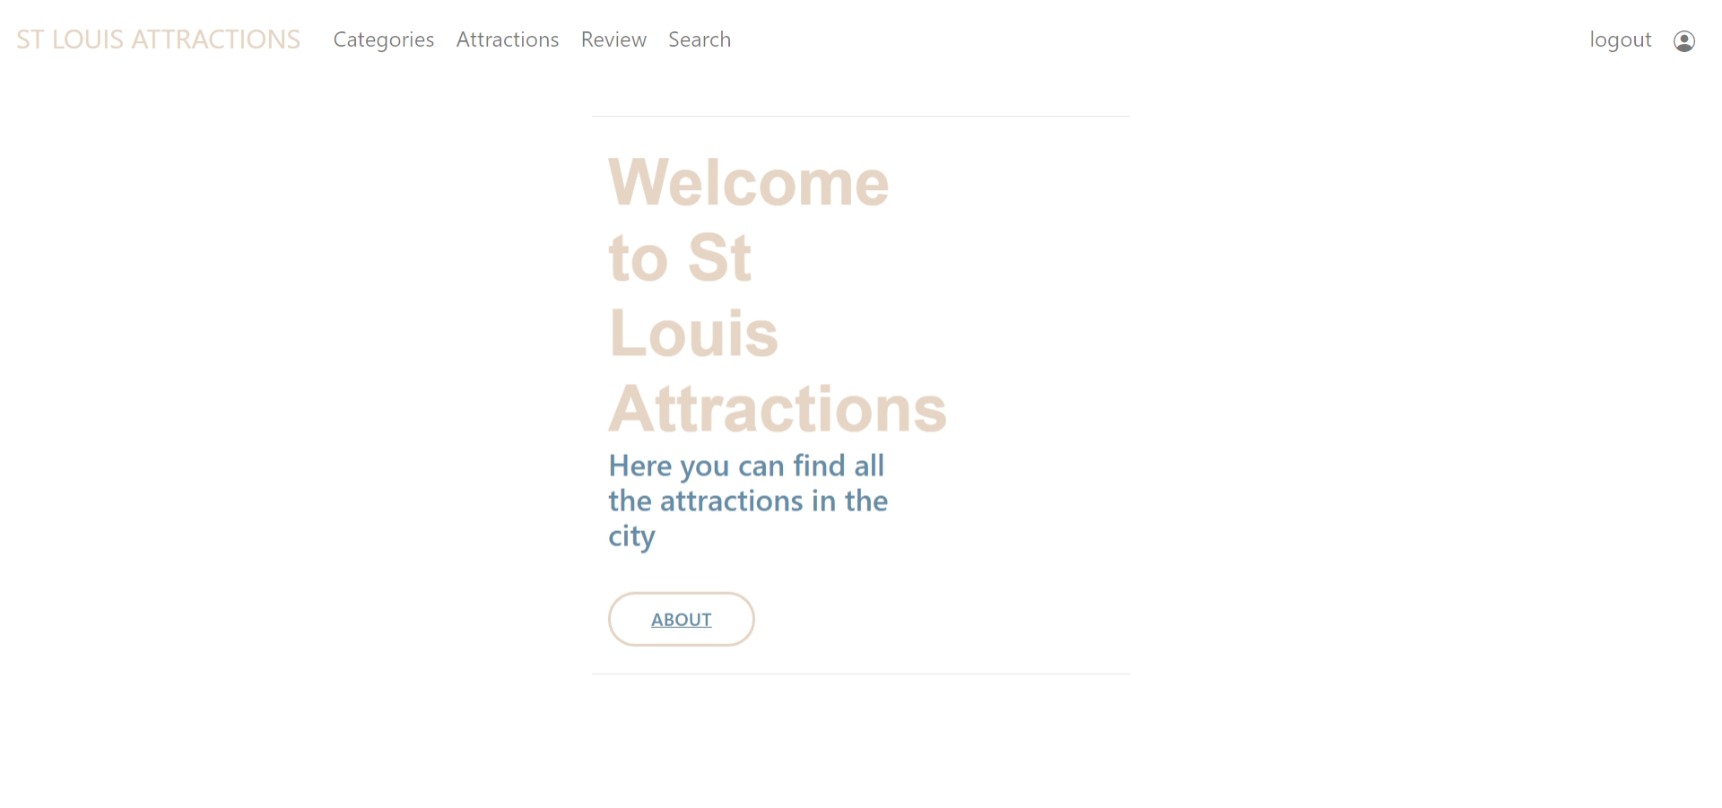 ST LOUIS ATTRACTIONS Categories Attractions Review Search logout
Welcome
to St
Louis
Attractions
Here you can find all
the attractions in the
city
ABOUT